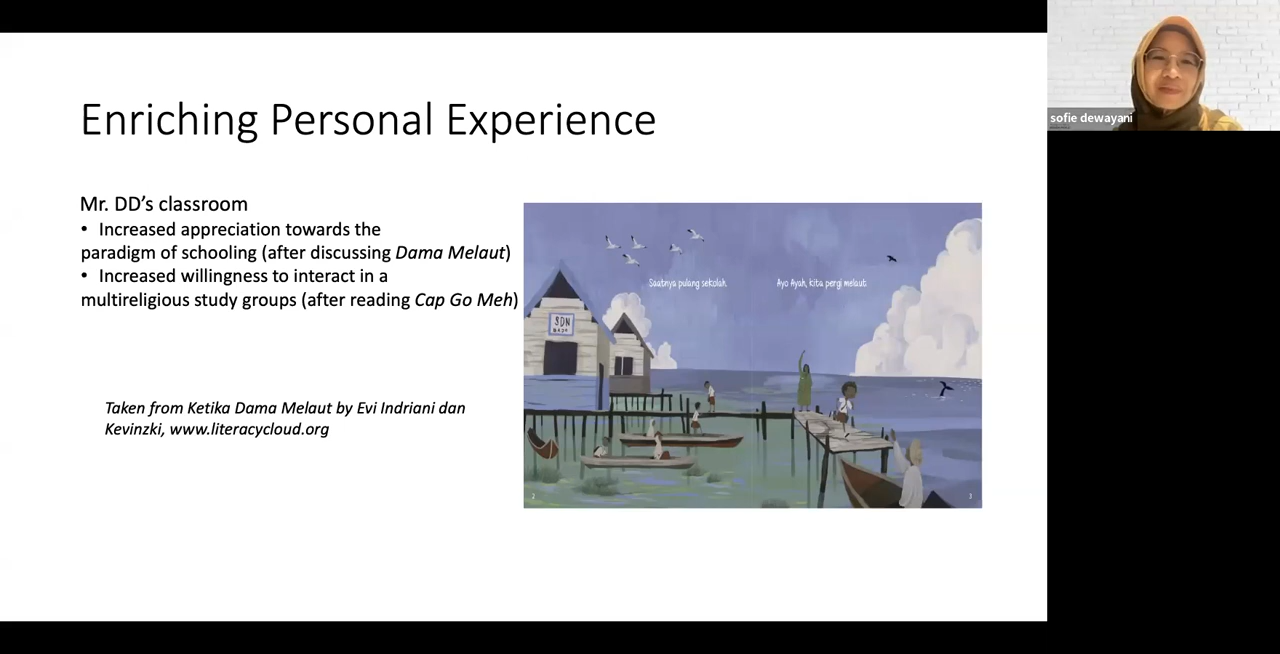 Enriching Personal Experience
Mr. DD’s classroom
• Increased appreciation towards the
paradigm of schooling (after discussing Dama Melaut)
• Increased willingness to interact in a
multireligious study groups (after reading Cap Go Meh)
Taken from Ketika Dama Melaut by Evi Indriani dan
Kevinzki, www.literacycloud.org
Saatnya pulang sekolah.
Ayo Ayah, kita pergi melaut.
SDN
2
3
sofie dewayani